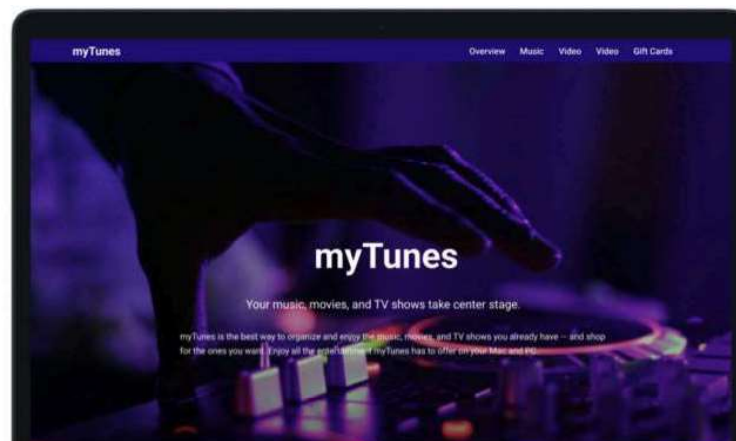 myTunes
Overview Music Video Video Gift Cards
myTunes
Your music, movies, and TV shows take center stage.
myTunes is the best way to organize and enjoy the music, movies, and TV shows you already have — and shop
for the ones you want. Enjoy all the entertainment myTunes has to offer on your Mac and PC.